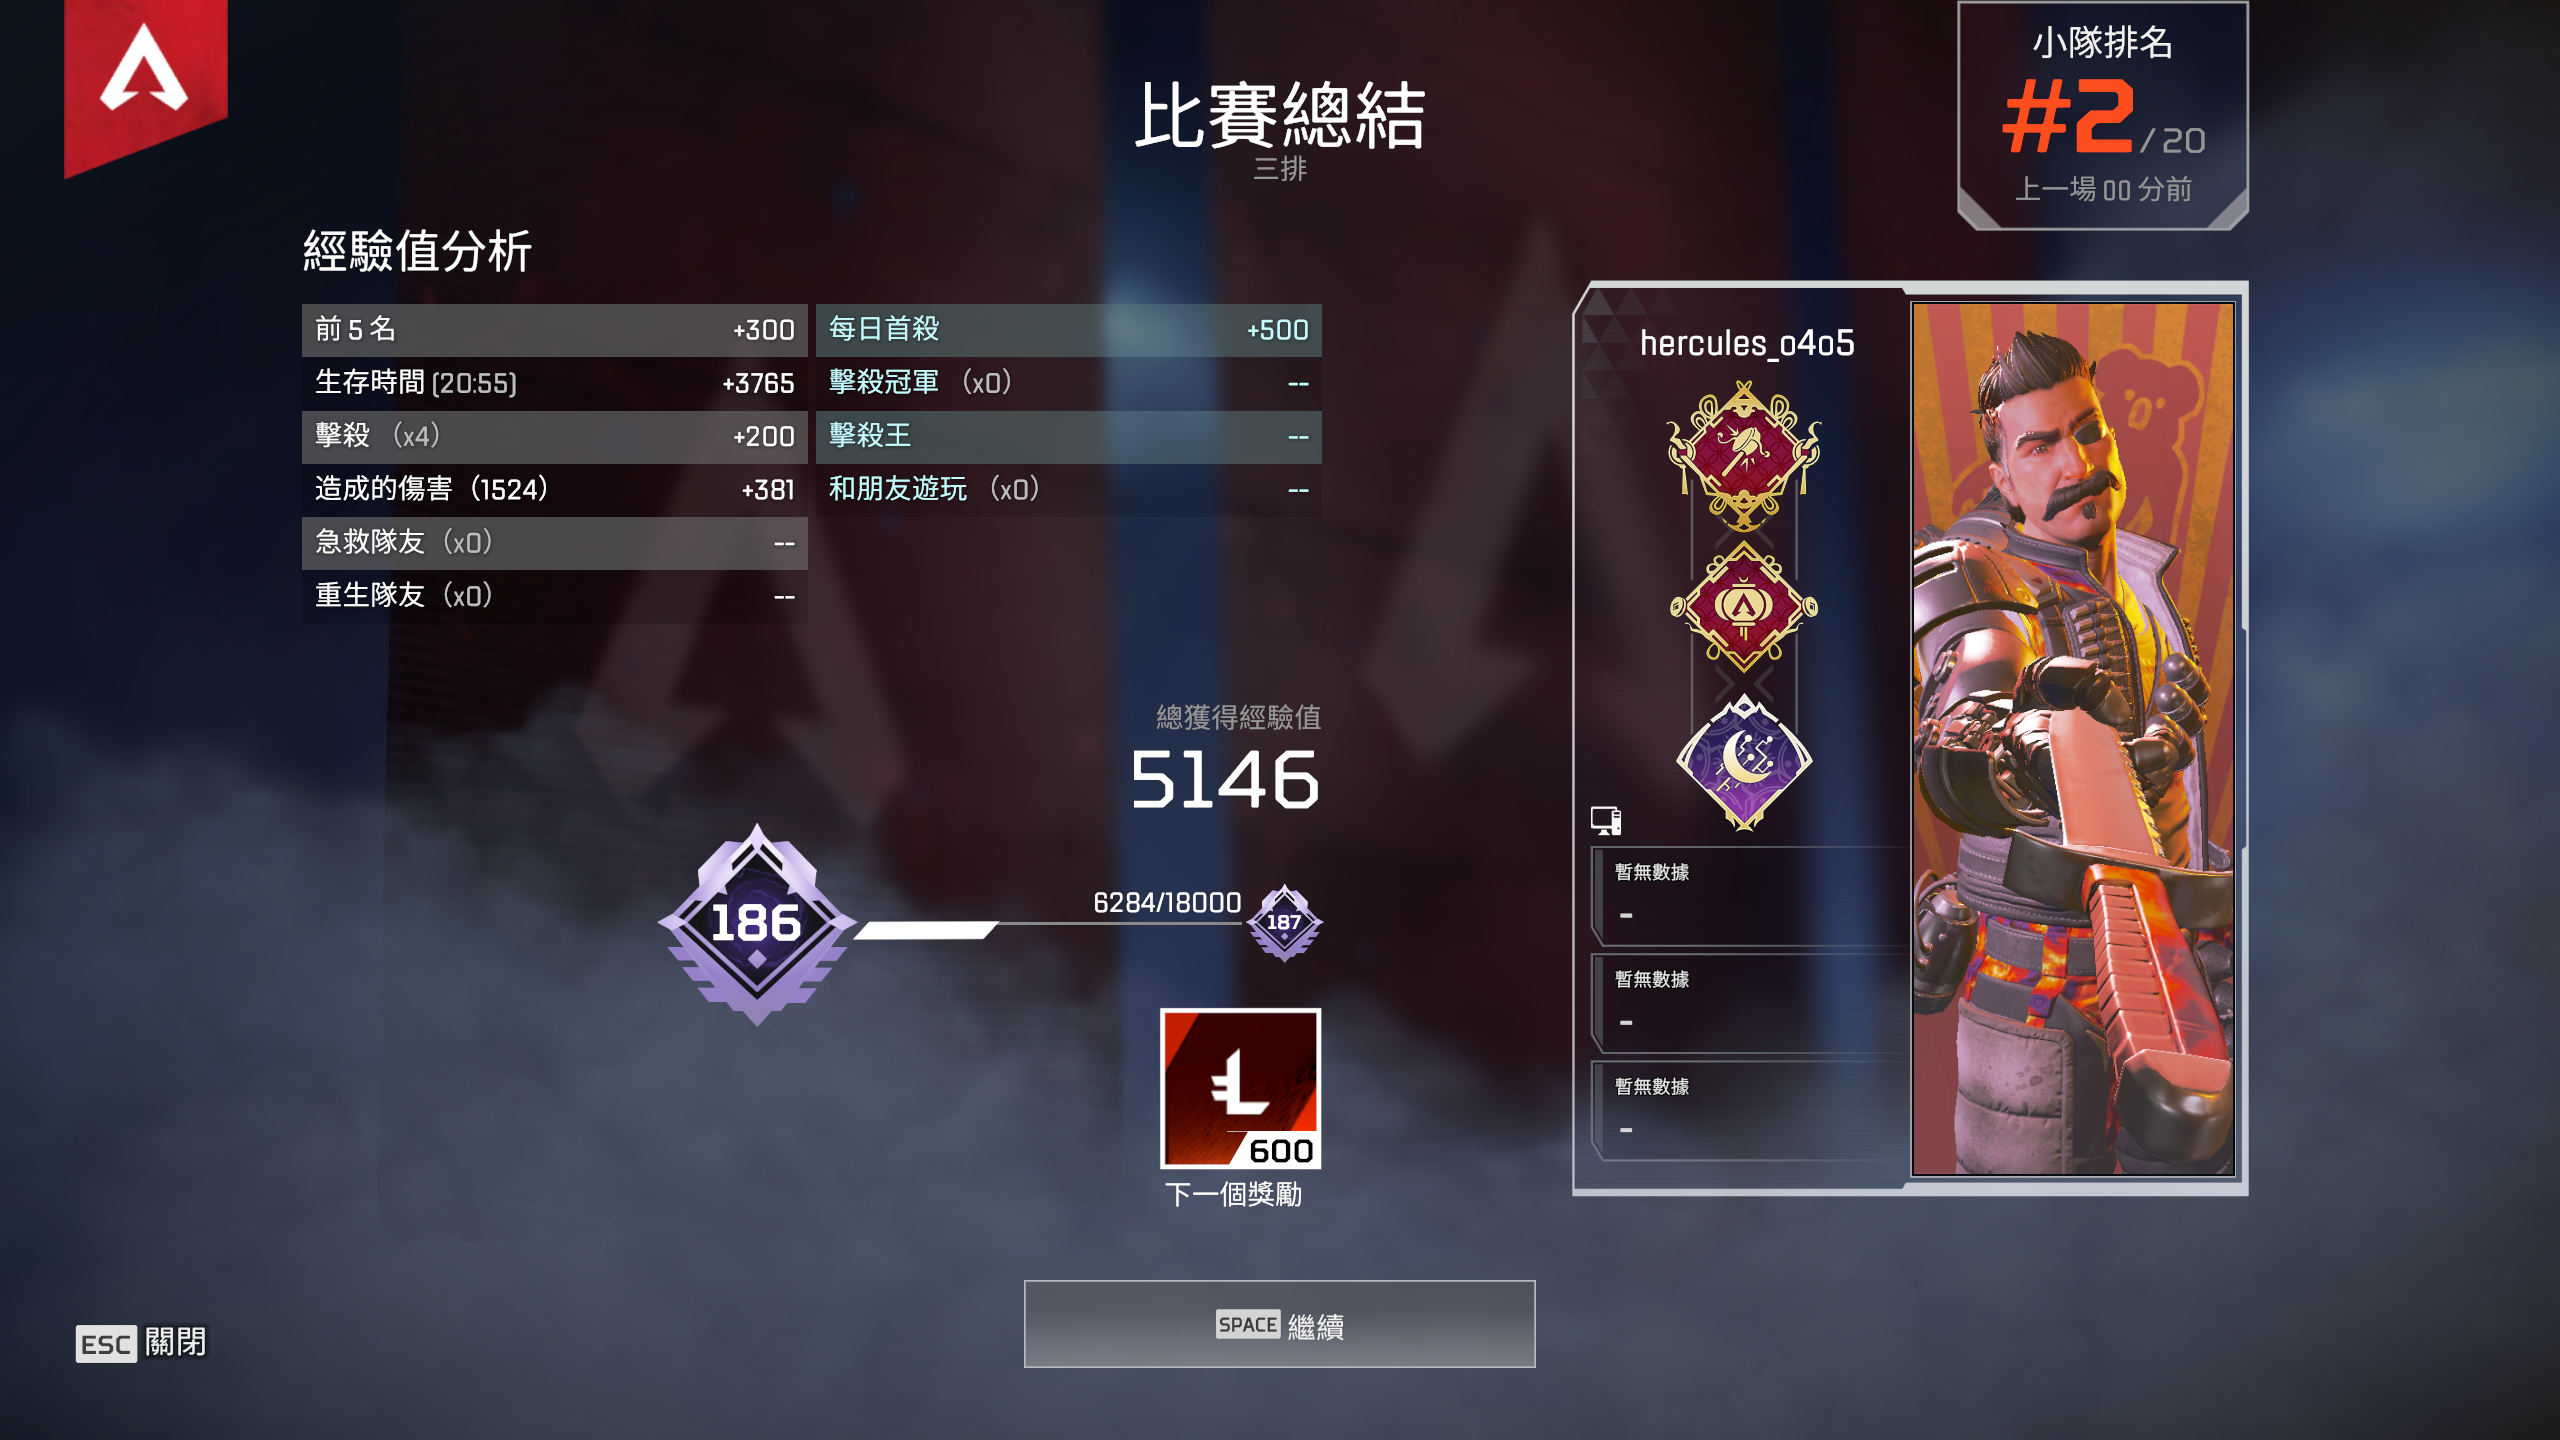 比賽總結
三排
小隊排名
#2/20
上一場 00 分前
經驗值分析
前 5 名 +300
生存時間 (20:55) +3765
擊殺 (x4) +200
造成的傷害 (1524) +381
急救隊友 (x0) --
重生隊友 (x0) --
每日首殺 +500
擊殺冠軍 (x0) --
擊殺王 --
和朋友遊玩 (x0) --
總獲得經驗值
5146
186
6284/18000
187
600
下一個獎勵
hercules_o4o5
暫無數據
-
暫無數據
-
暫無數據
-
ESC 關閉
SPACE 繼續